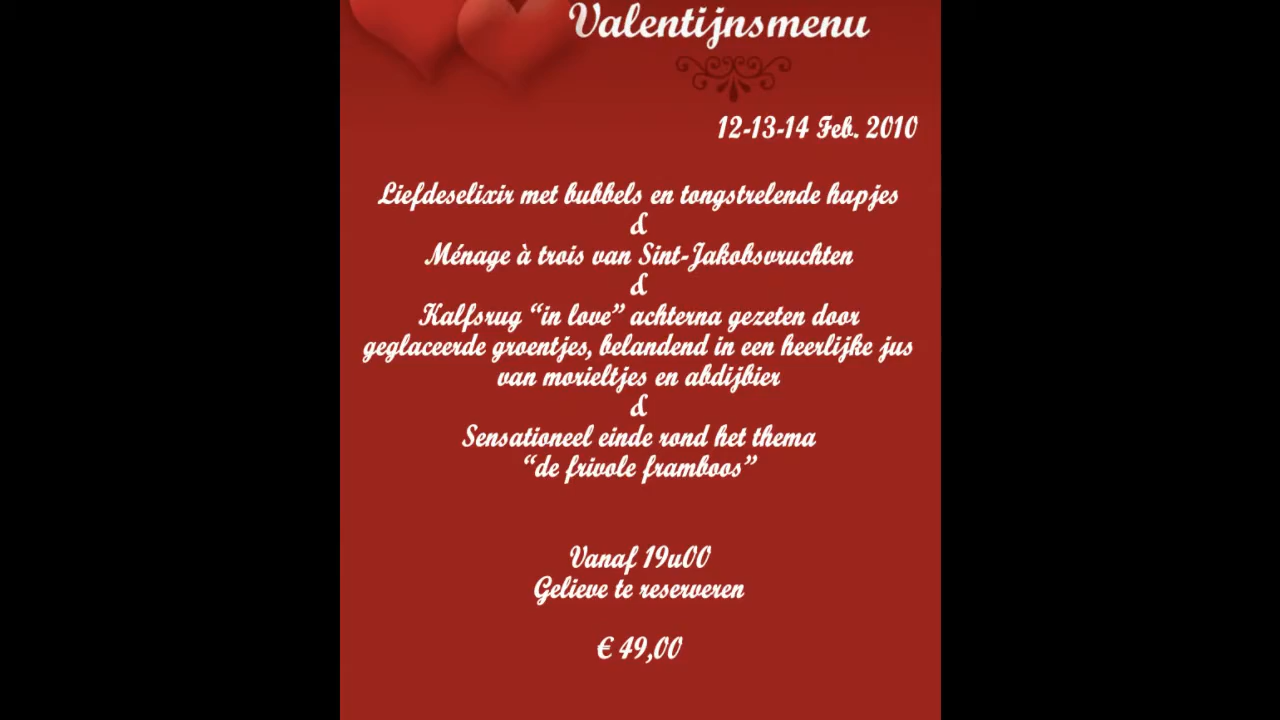 Valentijnsmenu
12-13-14 Feb. 2010
Liefdeselixir met bubbels en tongstrelende hapjes
&
Ménage à trois van Sint-Jakobsvruchten
&
Kalfsrug “in love” achterna gezeten door
geglaceerde groentjes, belandend in een heerlijke jus
van morieltjes en abdijbier
&
Sensationeel einde rond het thema
“de frivole framboos”
Vanaf 19u00
Gelieve te reserveren
€ 49,00